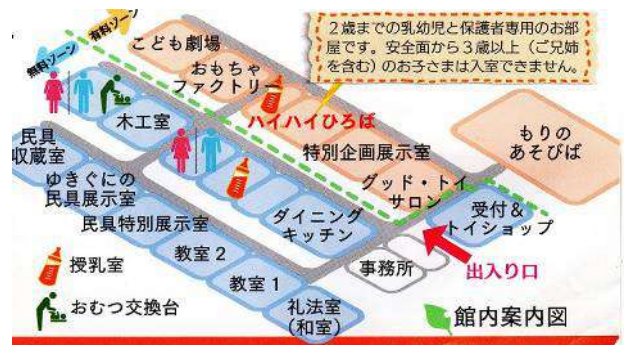 有料ゾーン
無料ゾーン
2歳までの乳幼児と保護者専用のお部
屋です。安全面から3歳以上（ご兄姉
を含む）のお子さまは入室できません。
こども劇場
おもちゃ
ファクトリー
ハイハイひろば
特別企画展示室
もりの
あそびば
グッド・トイ
サロン
受付＆
トイショップ
木工室
民具
収蔵室
ゆきぐにの
民具展示室
民具特別展示室
ダイニング
キッチン
教室2
教室1
礼法室
（和室）
事務所
出入り口
授乳室
おむつ交換台
館内案内図